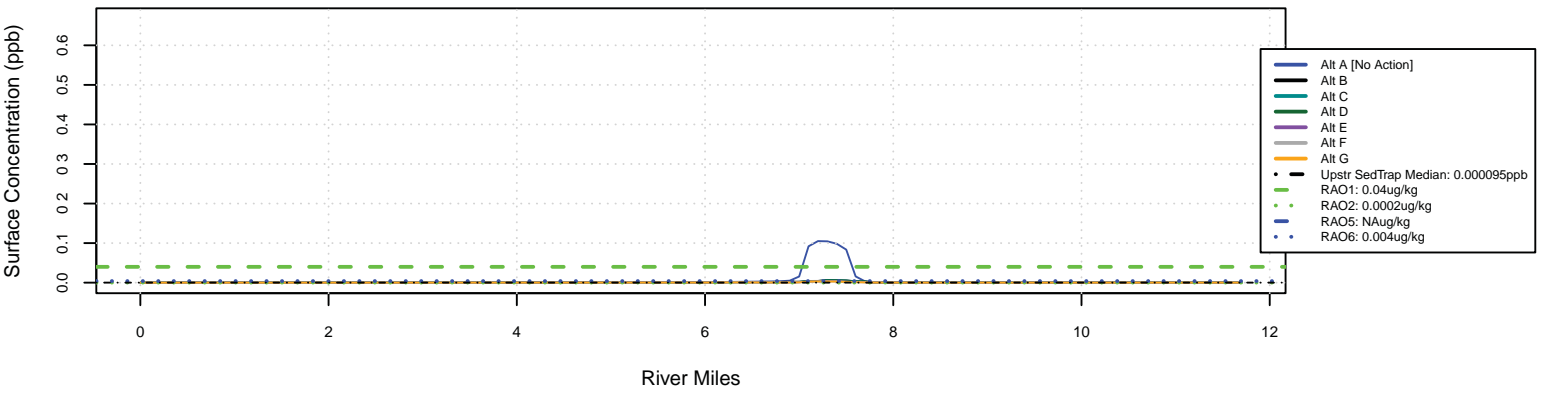 Surface Concentration (ppb)
0.6
0.5
0.4
0.3
0.2
0.1
0.0
0 2 4 6 8 10 12
River Miles
Alt A [No Action]
Alt B
Alt C
Alt D
Alt E
Alt F
Alt G
Upstr SedTrap Median: 0.000095ppb
RAO1: 0.04ug/kg
RAO2: 0.0002ug/kg
RAO5: NAug/kg
RAO6: 0.004ug/kg